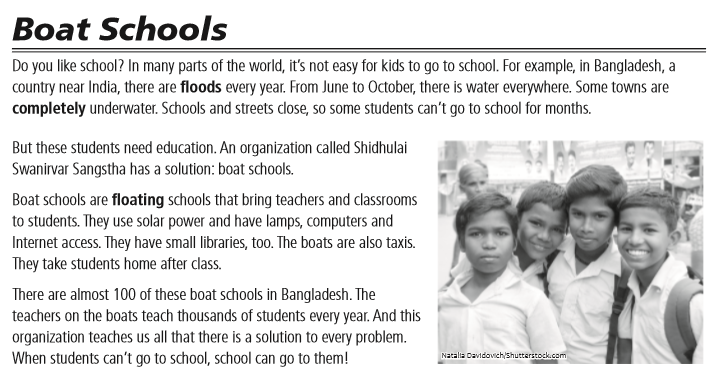 Boat Schools
Do you like school? In many parts of the world, it's not easy for kids to go to school. For example, in Bangladesh, a
country near India, there are floods every year. From June to October, there is water everywhere. Some towns are
completely underwater. Schools and streets close, so some students can't go to school for months.
But these students need education. An organization called Shidhulai
Swanirvar Sangstha has a solution: boat schools.
Boat schools are floating schools that bring teachers and classrooms
to students. They use solar power and have lamps, computers and
Internet access. They have small libraries, too. The boats are also taxis.
They take students home after class.
There are almost 100 of these boat schools in Bangladesh. The
teachers on the boats teach thousands of students every year. And this
organization teaches us all that there is a solution to every problem.
When students can't go to school, school can go to them!
Natalia Davidovich/Shutterstock.com